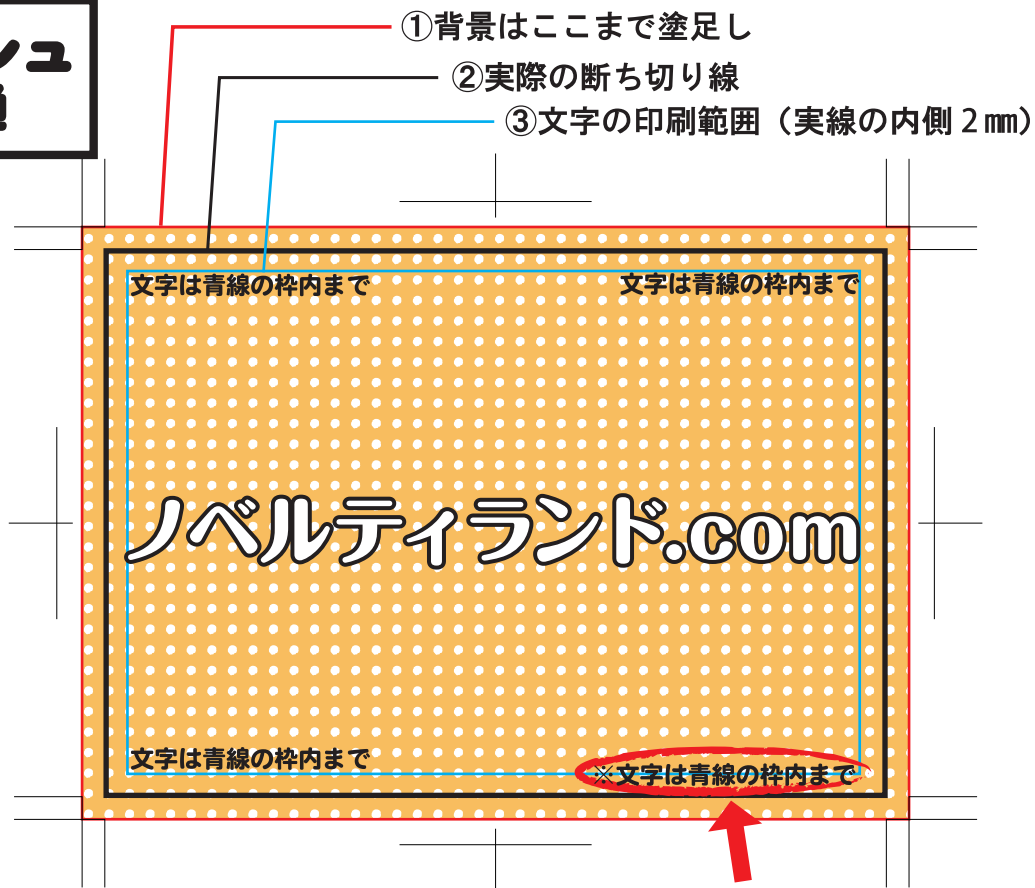 ①背景はここまで塗足し
②実際の断ち切り線
③文字の印刷範囲（実線の内側2㎜）
文字は青線の枠内まで
文字は青線の枠内まで
ノベルティランド.com
文字は青線の枠内まで
※文字は青線の枠内まで